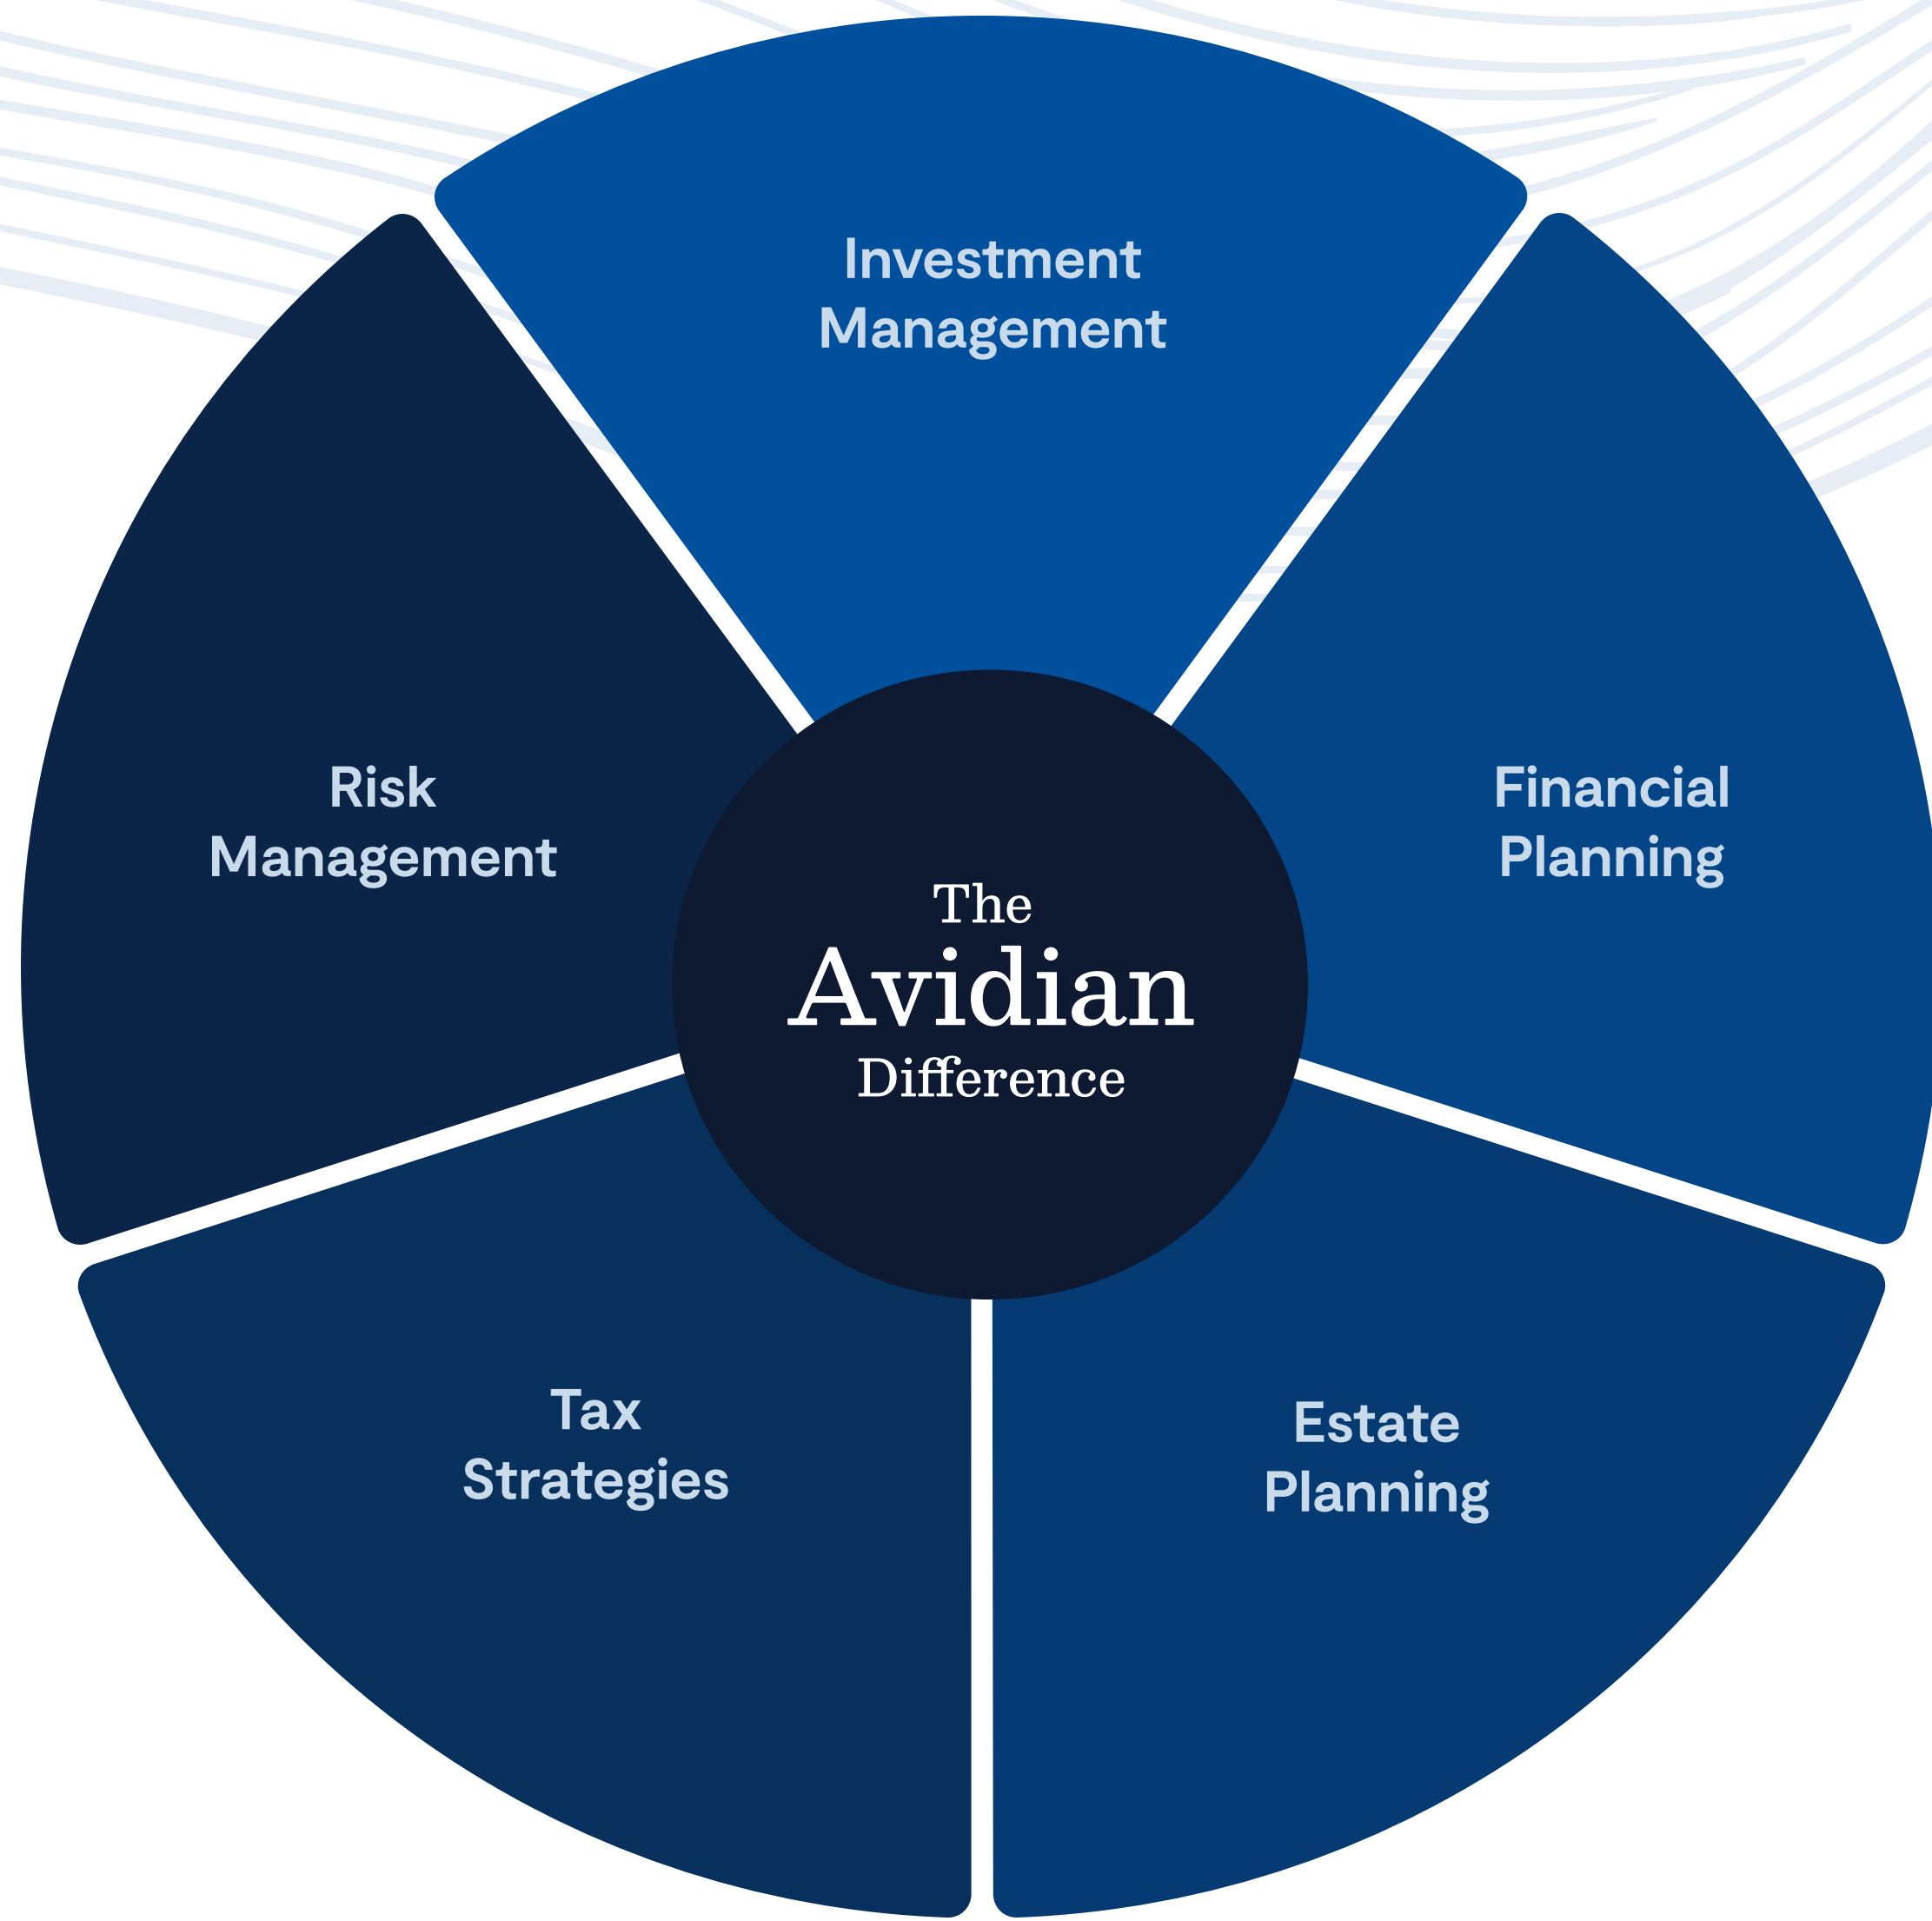 Investment
Management
Risk
Management
Financial
Planning
The
Avidian
Difference
Tax
Strategies
Estate
Planning